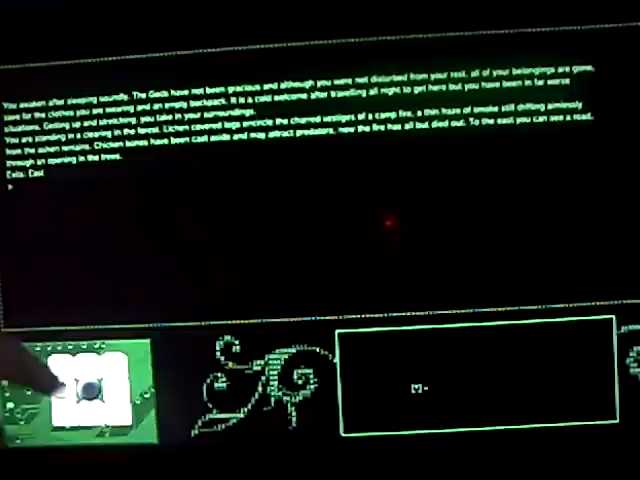 You awaken after sleeping soundly. The Gods have not been gracious and although you were not disturbed from your rest, all of your belongings are gone,
save for the clothes you are wearing and an empty backpack. It is a cold welcome after travelling all night to get here but you have been in far worse
situations. Getting up and stretching, you take in your surroundings.
You are standing in a clearing in the forest. Lichen covered logs encircle the charred vestiges of a camp fire, a thin haze of smoke still drifting aimlessly
from the ashen remains. Chicken bones have been cast aside and may attract predators, now the fire has all but died out. To the east you can see a road,
through an opening in the trees.
Exits: East
>